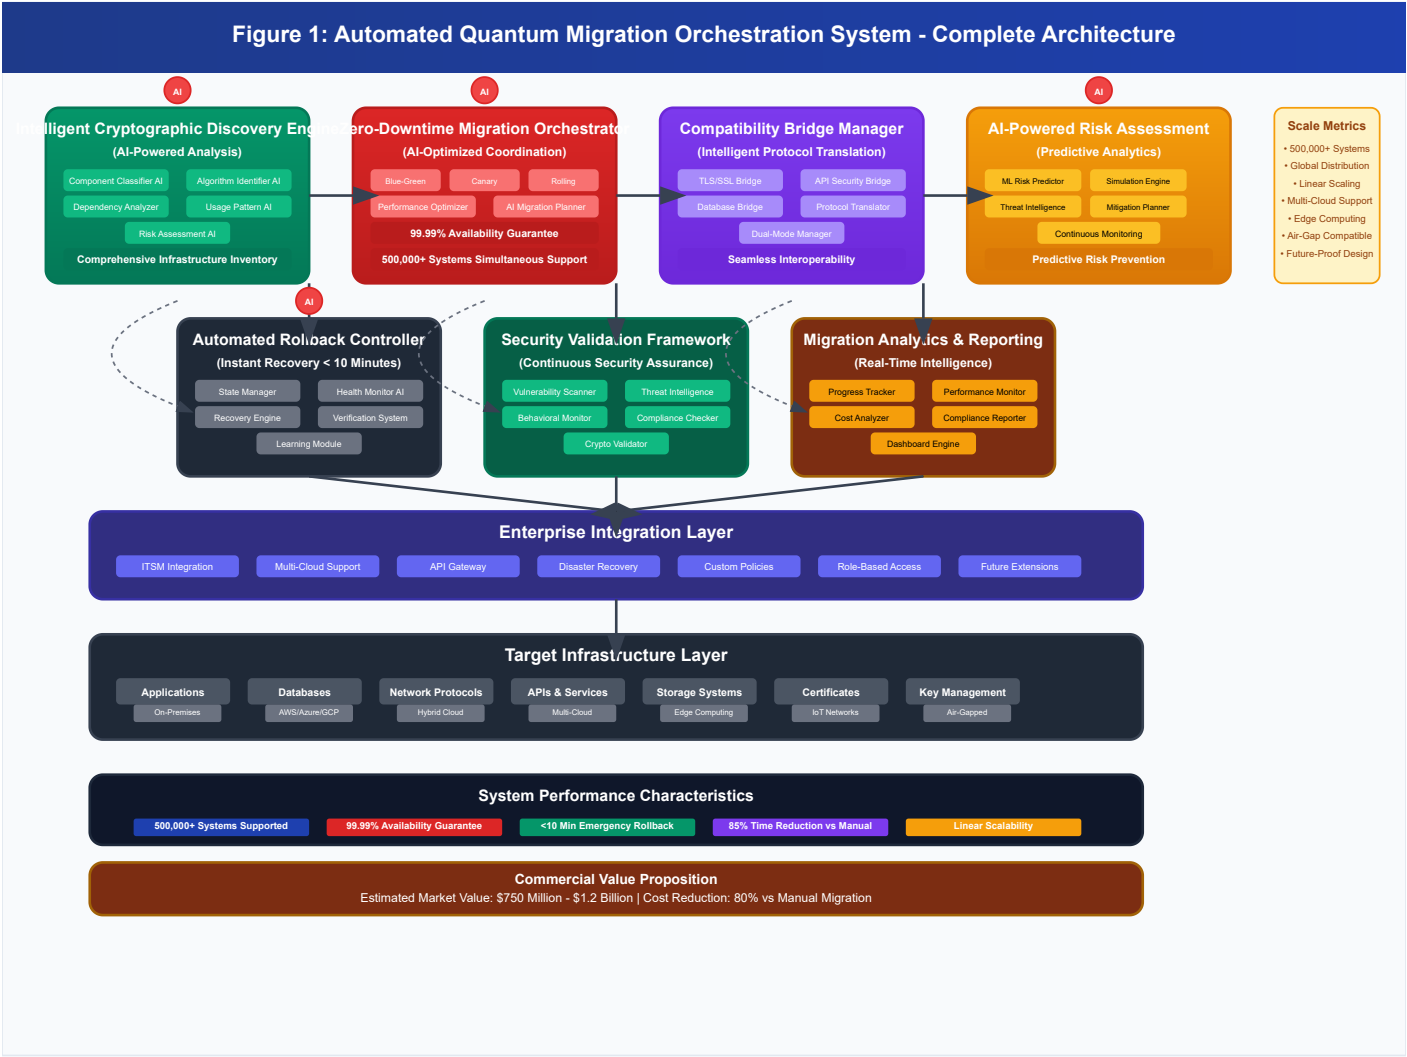 Figure 1: Automated Quantum Migration Orchestration System - Complete Architecture
AI
AI
AI
Intelligent Cryptographic Discovery Engine
(AI-Powered Analysis)
Component Classifier AI
Algorithm Identifier AI
Dependency Analyzer
Usage Pattern AI
Risk Assessment AI
Comprehensive Infrastructure Inventory
Zero-Downtime Migration Orchestrator
(AI-Optimized Coordination)
Blue-Green
Canary
Rolling
Performance Optimizer
AI Migration Planner
99.99% Availability Guarantee
500,000+ Systems Simultaneous Support
Compatibility Bridge Manager
(Intelligent Protocol Translation)
TLS/SSL Bridge
API Security Bridge
Database Bridge
Protocol Translator
Dual-Mode Manager
Seamless Interoperability
AI-Powered Risk Assessment
(Predictive Analytics)
ML Risk Predictor
Simulation Engine
Threat Intelligence
Mitigation Planner
Continuous Monitoring
Predictive Risk Prevention
Scale Metrics
• 500,000+ Systems
• Global Distribution
• Linear Scaling
• Multi-Cloud Support
• Edge Computing
• Air-Gap Compatible
• Future-Proof Design
AI
Automated Rollback Controller
(Instant Recovery < 10 Minutes)
State Manager
Health Monitor AI
Recovery Engine
Verification System
Learning Module
Security Validation Framework
(Continuous Security Assurance)
Vulnerability Scanner
Threat Intelligence
Behavioral Monitor
Compliance Checker
Crypto Validator
Migration Analytics & Reporting
(Real-Time Intelligence)
Progress Tracker
Performance Monitor
Cost Analyzer
Compliance Reporter
Dashboard Engine
Enterprise Integration Layer
ITSM Integration
Multi-Cloud Support
API Gateway
Disaster Recovery
Custom Policies
Role-Based Access
Future Extensions
Target Infrastructure Layer
Applications
Databases
Network Protocols
APIs & Services
Storage Systems
Certificates
Key Management
On-Premises
AWS/Azure/GCP
Hybrid Cloud
Multi-Cloud
Edge Computing
IoT Networks
Air-Gapped
System Performance Characteristics
500,000+ Systems Supported
99.99% Availability Guarantee
<10 Min Emergency Rollback
85% Time Reduction vs Manual
Linear Scalability
Commercial Value Proposition
Estimated Market Value: $750 Million - $1.2 Billion | Cost Reduction: 80% vs Manual Migration